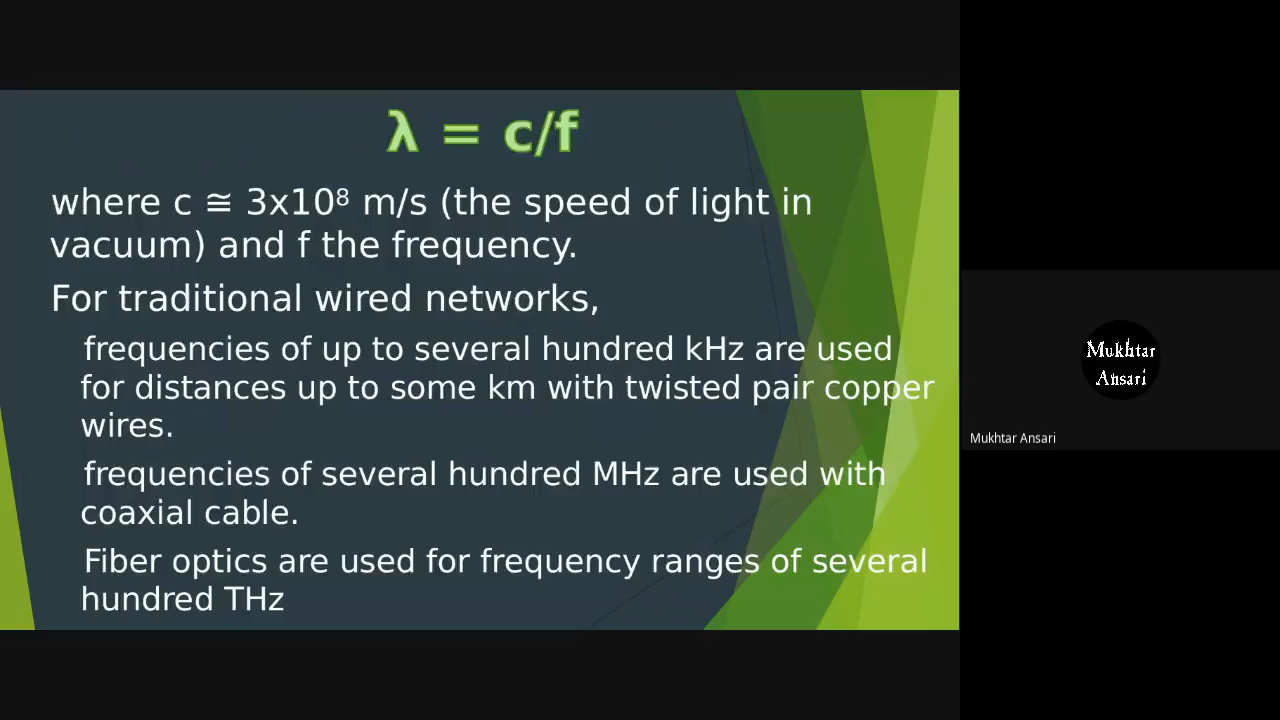 λ = c/f
where c ≅ 3x10⁸ m/s (the speed of light in
vacuum) and f the frequency.
For traditional wired networks,
frequencies of up to several hundred kHz are used
for distances up to some km with twisted pair copper
wires.
frequencies of several hundred MHz are used with
coaxial cable.
Fiber optics are used for frequency ranges of several
hundred THz
Mukhtar
Ansari
Mukhtar Ansari